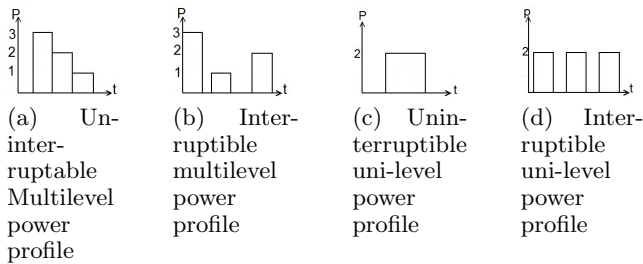 P
3
2
1
t
(a) Un-
inter-
ruptable
Multilevel
power
profile
P
3
2
1
t
(b) Inter-
ruptible
multilevel
power
profile
P
2
t
(c) Unin-
terruptible
uni-level
power
profile
p
2
t
(d) Inter-
ruptible
uni-level
power
profile